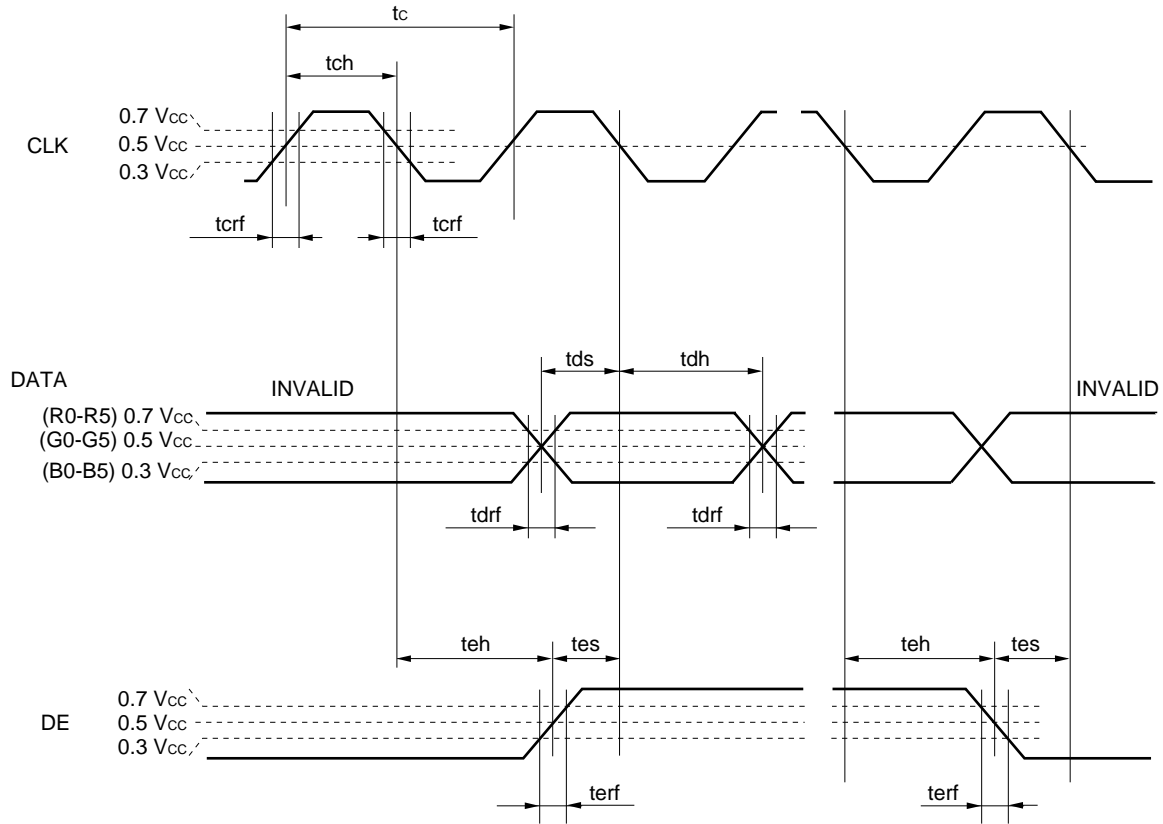 tc
tch
0.7 Vcc
CLK 0.5 Vcc
0.3 Vcc
tcrf tcrf
tds tdh
DATA
INVALID INVALID
(R0-R5) 0.7 Vcc
(G0-G5) 0.5 Vcc
(B0-B5) 0.3 Vcc
tdrf tdrf
teh tes teh tes
0.7 Vcc
DE 0.5 Vcc
0.3 Vcc
terf terf